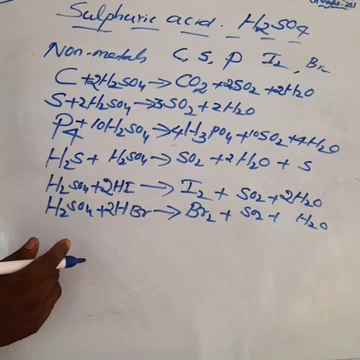 Sulphuric acid. H₂SO₄
Non-metals C, S, P I₂, Br₂
C+2H₂SO₄→CO₂+2SO₂+2H₂O
S+2H₂SO₄→3SO₂+2H₂O
P₄+10H₂SO₄→4H₃PO₄+10SO₂+4H₂O
H₂S+H₂SO₄→SO₂+2H₂O+S
H₂SO₄+2HI→I₂+SO₂+2H₂O
H₂SO₄+2HBr→Br₂+SO₂+H₂O